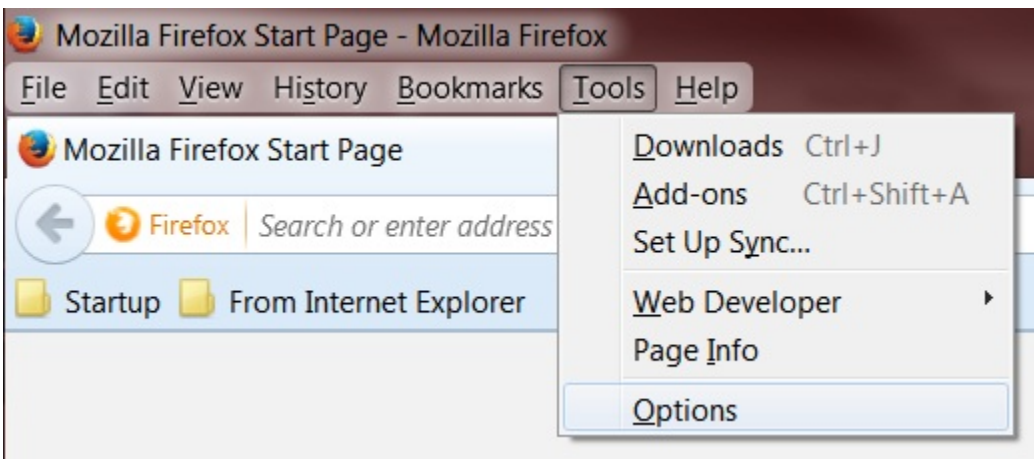 Mozilla Firefox Start Page - Mozilla Firefox
File Edit View History Bookmarks Tools Help
Mozilla Firefox Start Page
Firefox Search or enter address
Startup From Internet Explorer
Downloads Ctrl+J
Add-ons Ctrl+Shift+A
Set Up Sync...
Web Developer
Page Info
Options